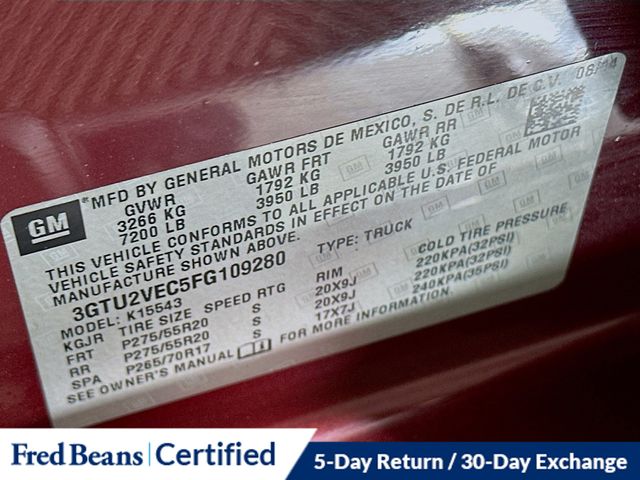 08/14
GM ® MFD BY GENERAL MOTORS DE MEXICO, S. DE R.L. DE C.V.
GVWR GAWR FRT GAWR RR
3266 KG 1792 KG 1792 KG
7200 LB 3950 LB 3950 LB
THIS VEHICLE CONFORMS TO ALL APPLICABLE U.S. FEDERAL MOTOR
VEHICLE SAFETY STANDARDS IN EFFECT ON THE DATE OF
MANUFACTURE SHOWN ABOVE.
3GTU2VEC5FG109280 TYPE: TRUCK
MODEL: K15543
KGJR TIRE SIZE SPEED RTG RIM COLD TIRE PRESSURE
FRT P275/55R20 S 20X9J 220KPA(32PSI)
RR P275/55R20 S 20X9J 220KPA(32PSI)
SPA P265/70R17 S 17X7J 240KPA(35PSI)
SEE OWNER'S MANUAL FOR MORE INFORMATION.
Fred Beans Certified
5-Day Return / 30-Day Exchange